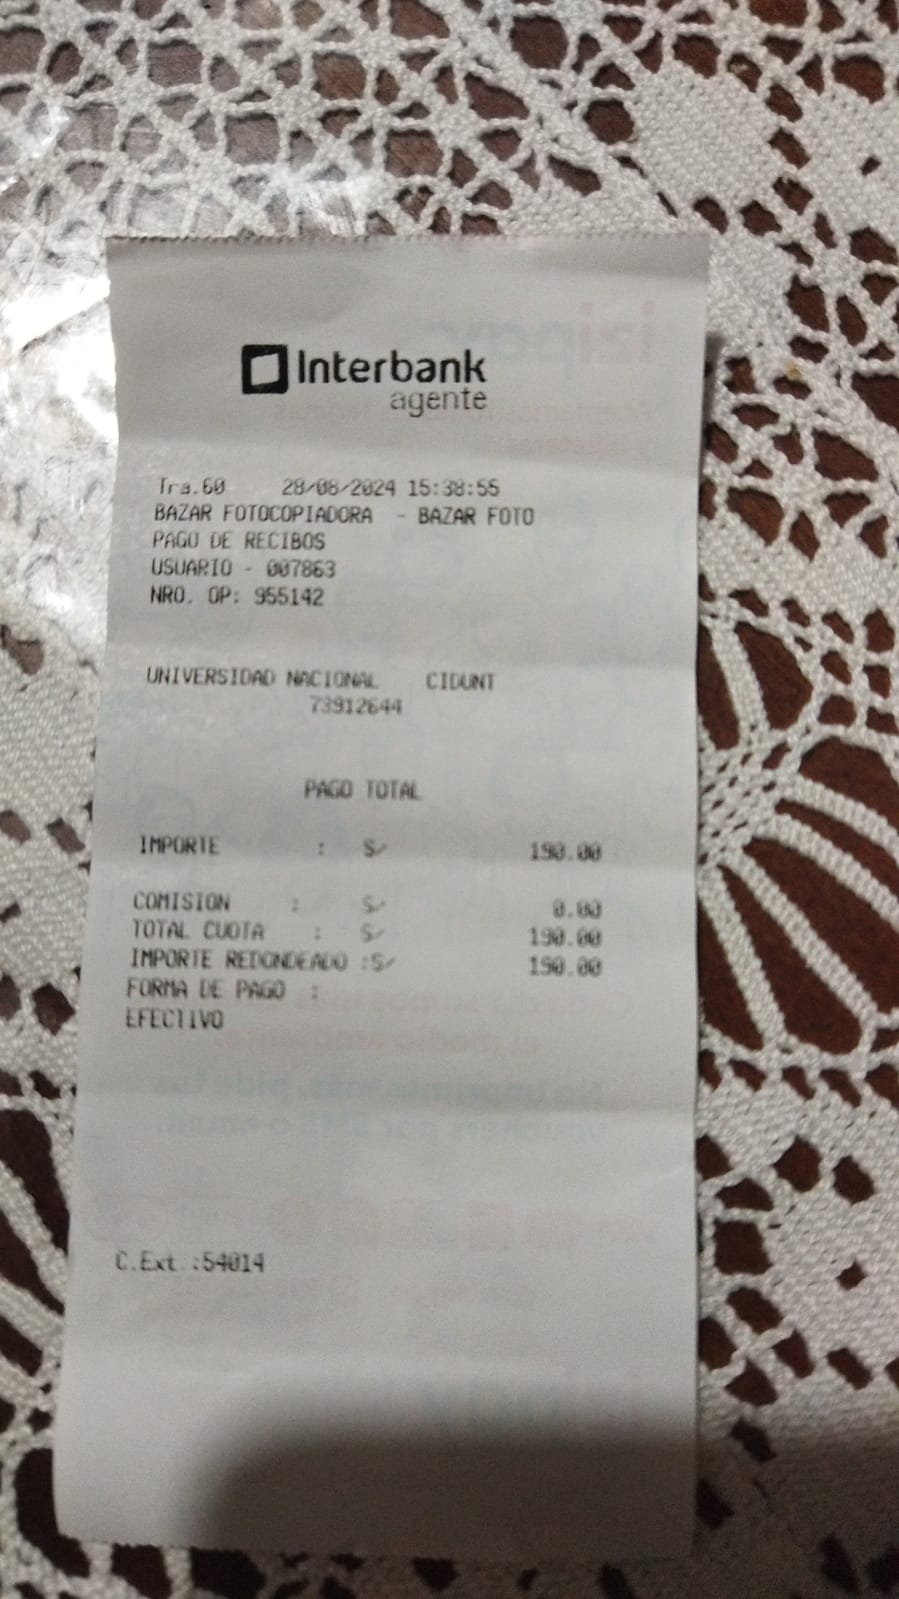 Interbank
agente
Tra.60 28/08/2024 15:38:55
BAZAR FOTOCOPIADORA - BAZAR FOTO
PAGO DE RECIBOS
USUARIO - 007863
NRO. OP: 955142
UNIVERSIDAD NACIONAL CIDUNT
73912644
PAGO TOTAL
IMPORTE : S/ 190.00
COMISION : S/ 0.00
TOTAL CUOTA : S/ 190.00
IMPORTE REDONDEADO :S/ 190.00
FORMA DE PAGO :
EFECTIVO
C.Ext.:54014